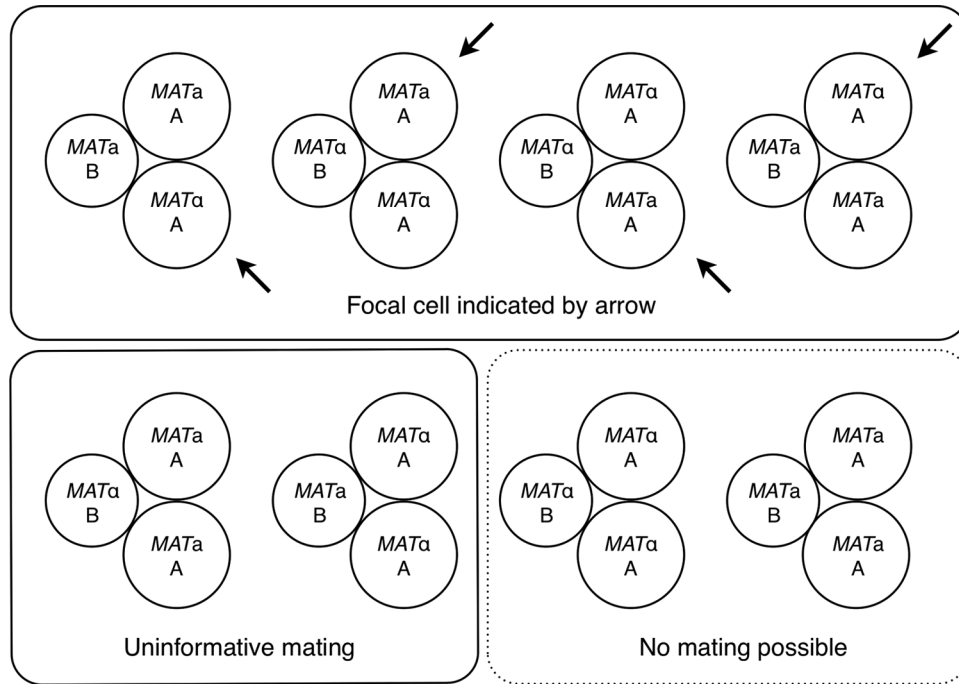 MATa
A
MATa
B
MATα
A
MATa
A
MATα
B
MATα
A
MATα
A
MATα
B
MATa
A
MATα
A
MATa
B
MATa
A
Focal cell indicated by arrow
MATa
A
MATα
B
MATa
A
MATα
A
MATa
B
MATα
A
MATα
A
MATα
B
MATα
A
MATa
A
MATa
B
MATa
A
Uninformative mating
No mating possible